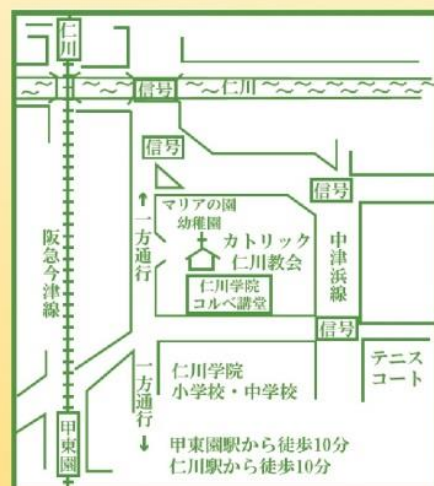 仁川
信号
仁川
信号
信号
マリアの園
幼稚園
カトリック
仁川教会
↑一方通行
阪急今津線
中津浜線
仁川学院
コルベ講堂
信号
一方通行↓
仁川学院
小学校・中学校
テニス
コート
甲東園
甲東園駅から徒歩10分
仁川駅から徒歩10分